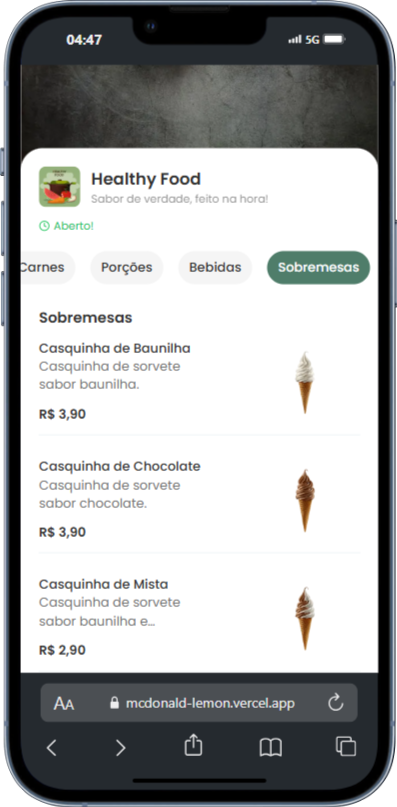 04:47
5G
Healthy Food
Sabor de verdade, feito na hora!
Aberto!
Carnes
Porções
Bebidas
Sobremesas
Sobremesas
Casquinha de Baunilha
Casquinha de sorvete
sabor baunilha.
R$ 3,90
Casquinha de Chocolate
Casquinha de sorvete
sabor chocolate.
R$ 3,90
Casquinha de Mista
Casquinha de sorvete
sabor baunilha e...
R$ 2,90
AA
mcdonald-lemon.vercel.app